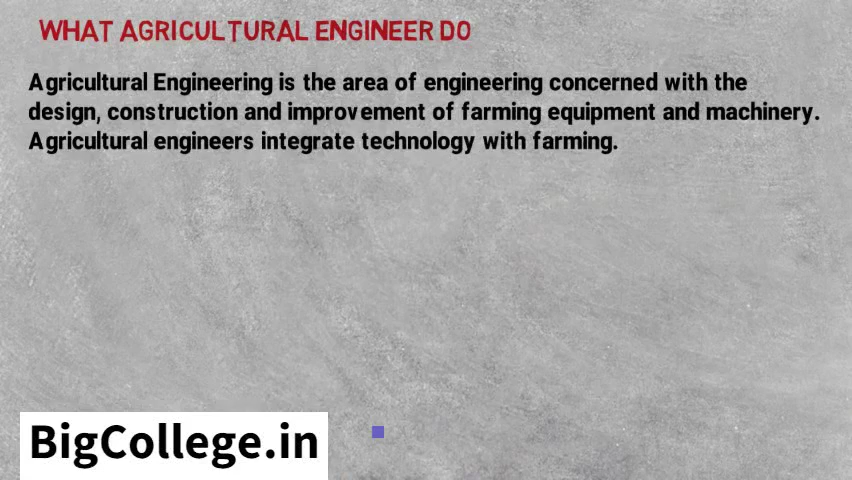 WHAT AGRICULTURAL ENGINEER DO
Agricultural Engineering is the area of engineering concerned with the
design, construction and improvement of farming equipment and machinery.
Agricultural engineers integrate technology with farming.
BigCollege.in